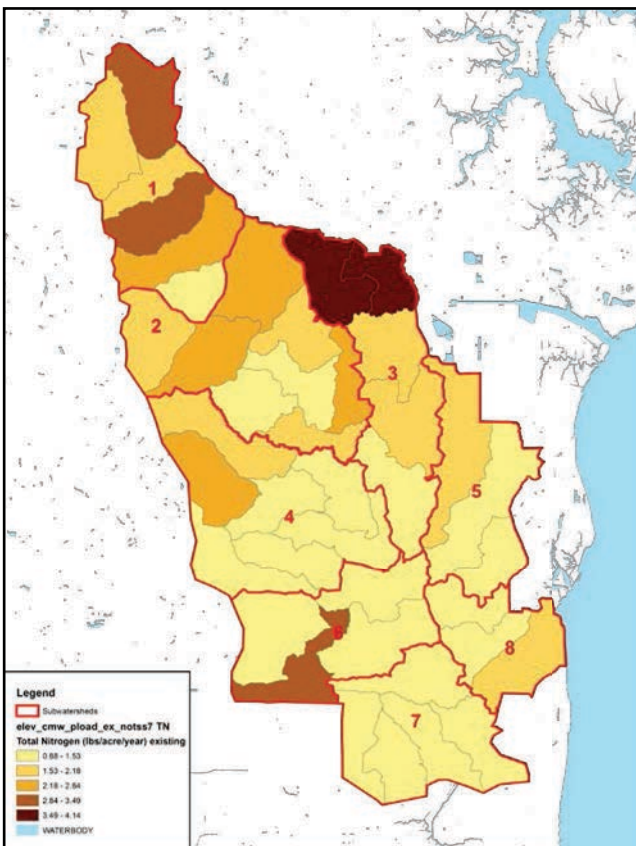 1
2
3
4
5
6
7
8
Legend
Subwatersheds
elev_cmw_pload_ex_notss7 TN
Total Nitrogen (lbs/acre/year) existing
0.88 - 1.53
1.53 - 2.18
2.18 - 2.84
2.84 - 3.49
3.49 - 4.14
WATERBODY